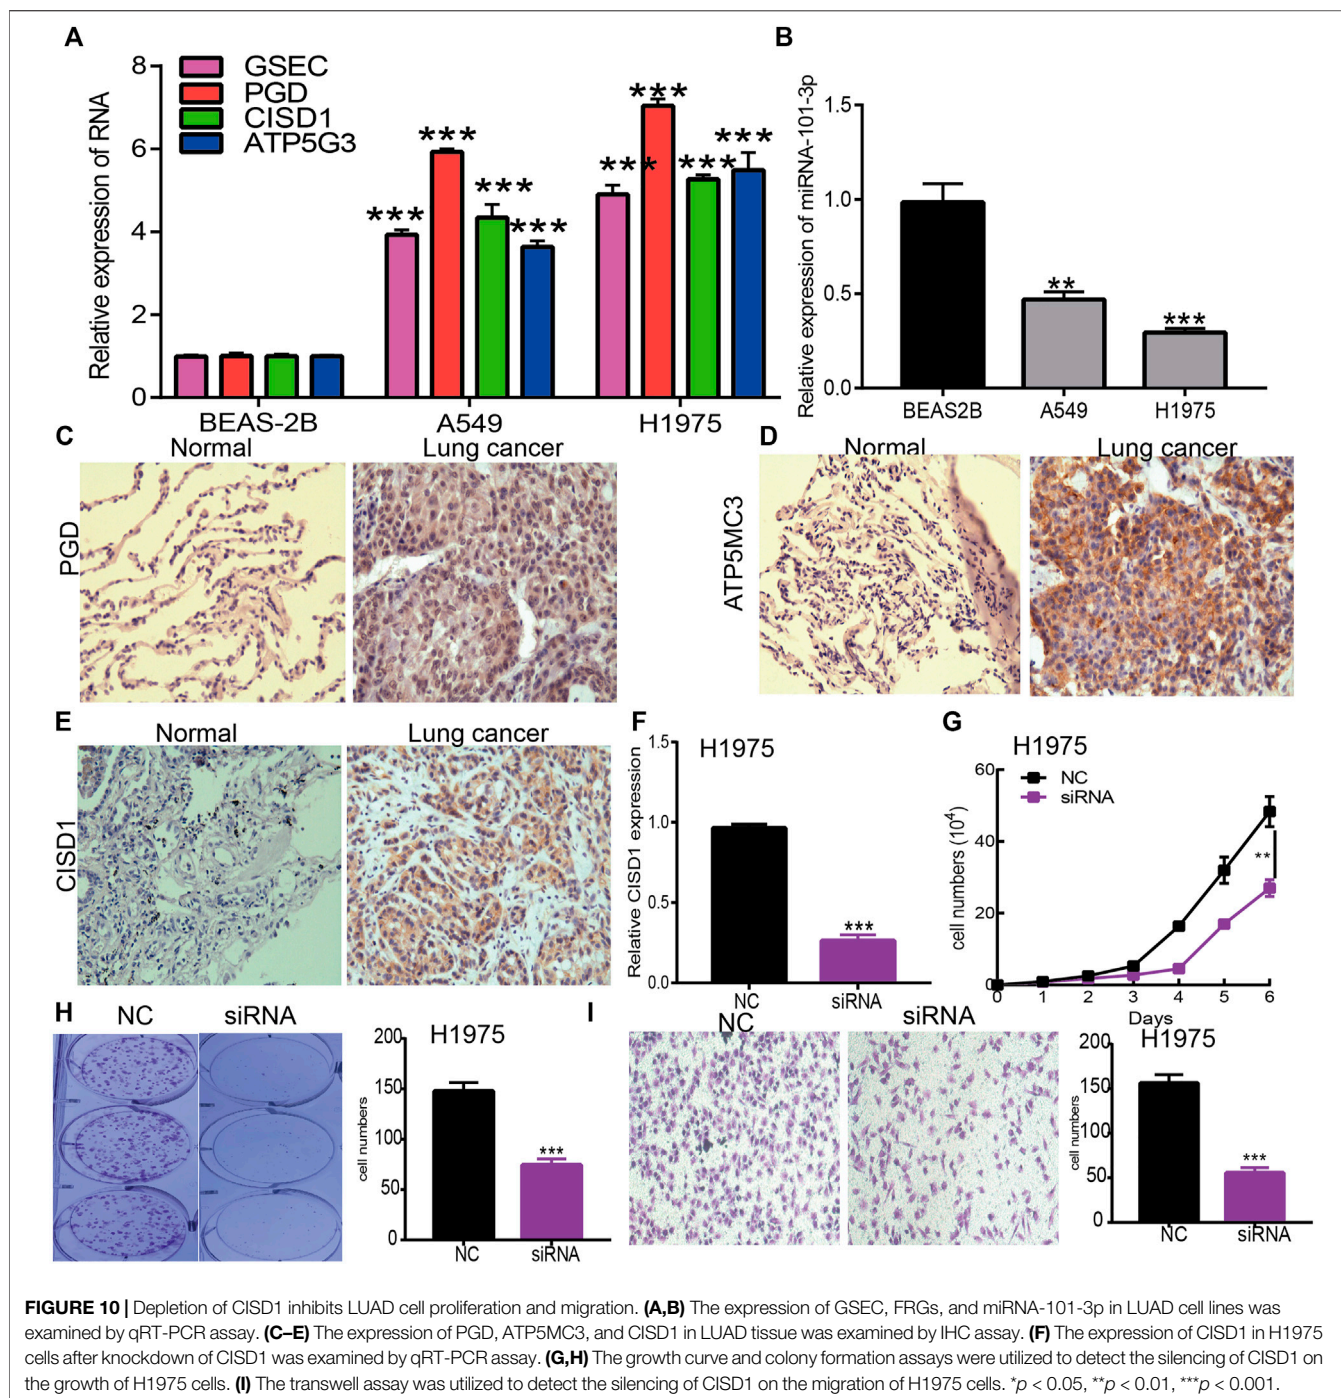 A
GSEC
PGD
CISD1
ATP5G3
Relative expression of RNA
8
6
4
2
0
***
***
***
***
***
***
***
***
BEAS-2B
A549
H1975
B
Relative expression of miRNA-101-3p
1.5
1.0
0.5
0.0
**
***
BEAS2B
A549
H1975
C
Normal
Lung cancer
PGD
D
Normal
Lung cancer
ATP5MC3
E
Normal
Lung cancer
CISD1
F
H1975
Relative CISD1 expression
1.5
1.0
0.5
0.0
***
NC
siRNA
G
H1975
NC
siRNA
cell numbers (10⁴)
60
40
20
0
**
0 1 2 3 4 5 6
Days
H
NC
siRNA
H1975
cell numbers
200
150
100
50
0
***
NC
siRNA
I
NC
siRNA
H1975
cell numbers
200
150
100
50
0
***
NC
siRNA
FIGURE 10 | Depletion of CISD1 inhibits LUAD cell proliferation and migration. (A,B) The expression of GSEC, FRGs, and miRNA-101-3p in LUAD cell lines was
examined by qRT-PCR assay. (C–E) The expression of PGD, ATP5MC3, and CISD1 in LUAD tissue was examined by IHC assay. (F) The expression of CISD1 in H1975
cells after knockdown of CISD1 was examined by qRT-PCR assay. (G,H) The growth curve and colony formation assays were utilized to detect the silencing of CISD1 on
the growth of H1975 cells. (I) The transwell assay was utilized to detect the silencing of CISD1 on the migration of H1975 cells. *p < 0.05, **p < 0.01, ***p < 0.001.